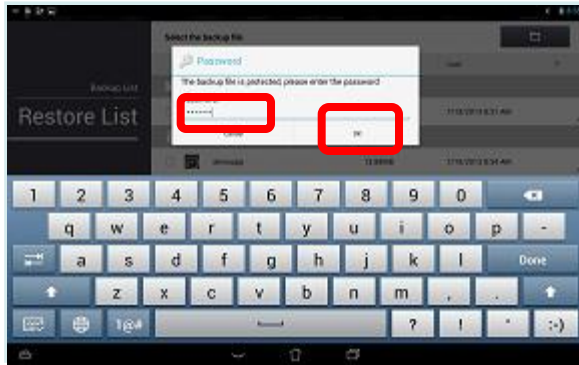 Select the backup file
Password
The backup file is protected, please enter the password
Backup List
Restore List
Cancel
OK
1 2 3 4 5 6 7 8 9 0
q w e r t y u i o p -
a s d f g h j k l Done
z x c v b n m , .
1@# ? ! :-)